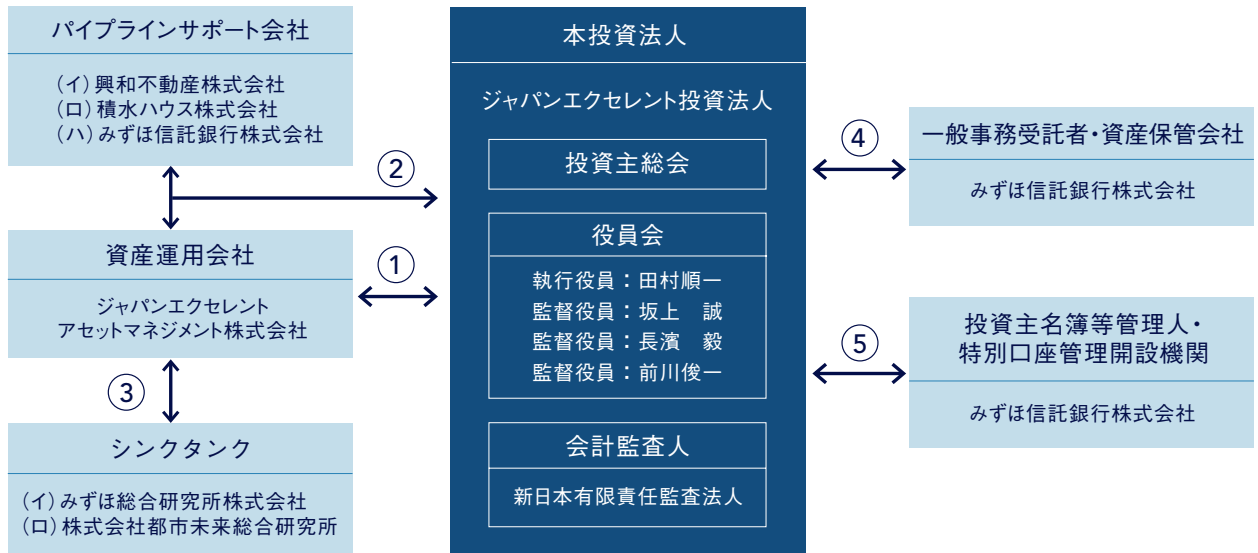 パイプラインサポート会社
(イ)興和不動産株式会社
(ロ)積水ハウス株式会社
(ハ)みずほ信託銀行株式会社
②
資産運用会社
ジャパンエクセレント
アセットマネジメント株式会社
①
③
シンクタンク
(イ)みずほ総合研究所株式会社
(ロ)株式会社都市未来総合研究所
本投資法人
ジャパンエクセレント投資法人
投資主総会
役員会
執行役員:田村順一
監督役員:坂上 誠
監督役員:長濱 毅
監督役員:前川俊一
会計監査人
新日本有限責任監査法人
④
一般事務受託者・資産保管会社
みずほ信託銀行株式会社
⑤
投資主名簿等管理人・
特別口座管理開設機関
みずほ信託銀行株式会社